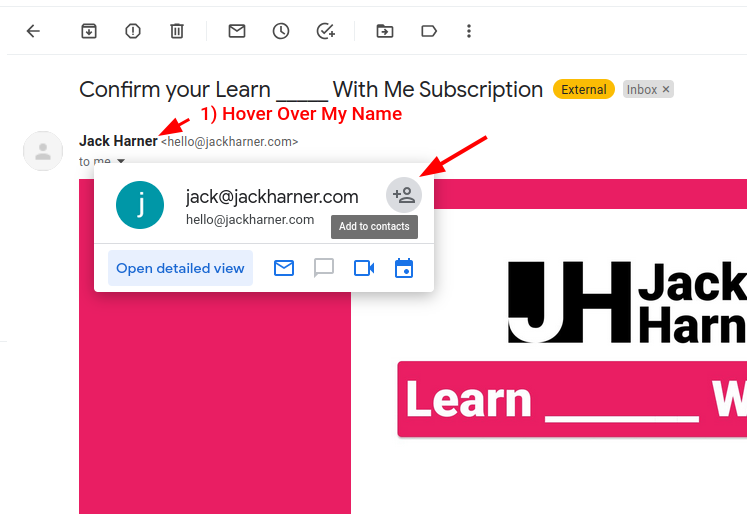 Confirm your Learn _____ With Me Subscription External Inbox ×
1) Hover Over My Name
Jack Harner <hello@jackharner.com>
to me
j
jack@jackharner.com
hello@jackharner.com
Add to contacts
Open detailed view
JH
Jack
Harn
Learn ________ W